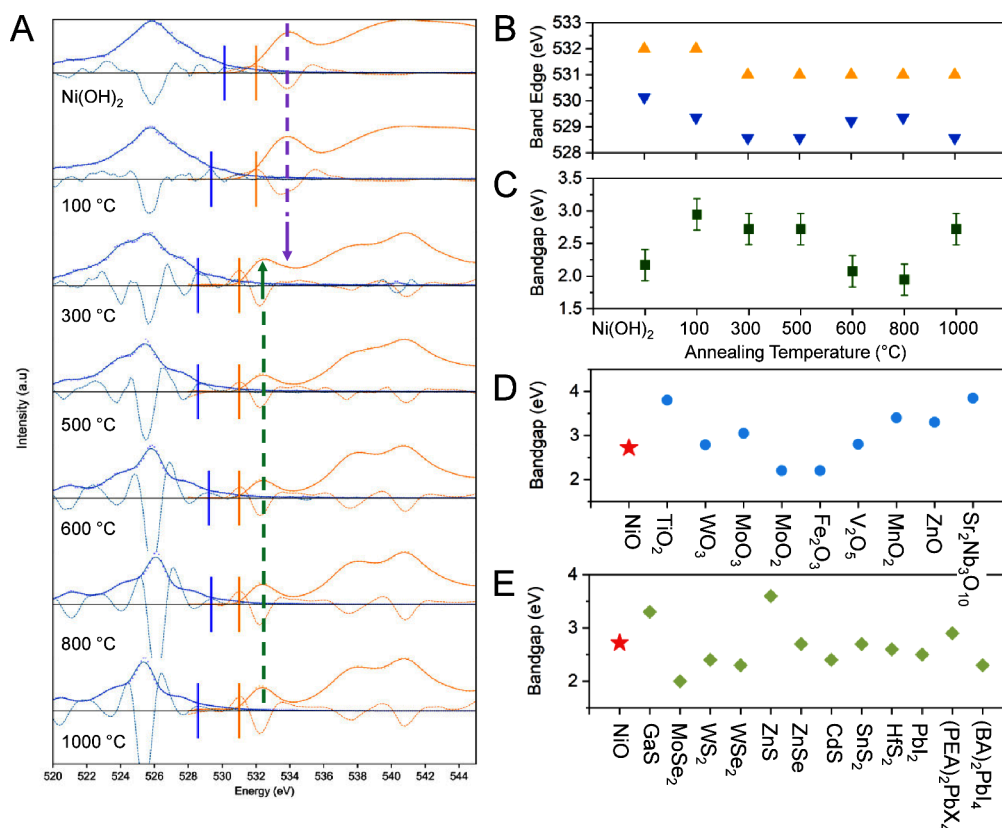 A
Ni(OH)2
100 °C
300 °C
500 °C
600 °C
800 °C
1000 °C
Intensity (a.u)
520 522 524 526 528 530 532 534 536 538 540 542 544
Energy (eV)
B
Band Edge (eV)
533
532
531
530
529
528
C
Bandgap (eV)
3.5
3.0
2.5
2.0
1.5
Ni(OH)2 100 300 500 600 800 1000
Annealing Temperature (°C)
D
Bandgap (eV)
4
3
2
NiO
TiO2
WO3
MoO3
MoO2
Fe2O3
V2O5
MnO2
ZnO
Sr2Nb3O10
E
Bandgap (eV)
4
3
2
NiO
GaS
MoSe2
WS2
WSe2
ZnS
ZnSe
CdS
SnS2
HfS2
PbI2
(PEA)2PbX4
(BA)2PbI4